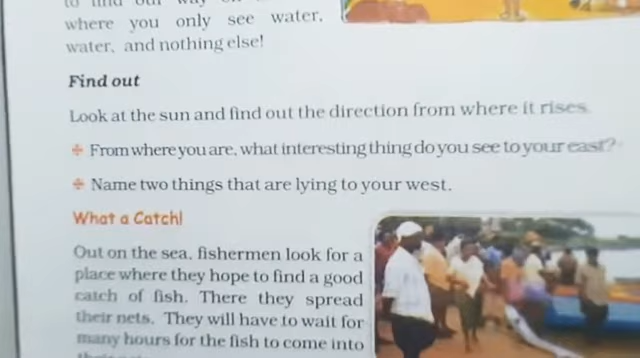 to find our way
where you only see water,
water, and nothing else!
Find out
Look at the sun and find out the direction from where it rises.
From where you are, what interesting thing do you see to your east?
Name two things that are lying to your west.
What a Catch!
Out on the sea, fishermen look for a
place where they hope to find a good
catch of fish. There they spread
their nets. They will have to wait for
many hours for the fish to come into